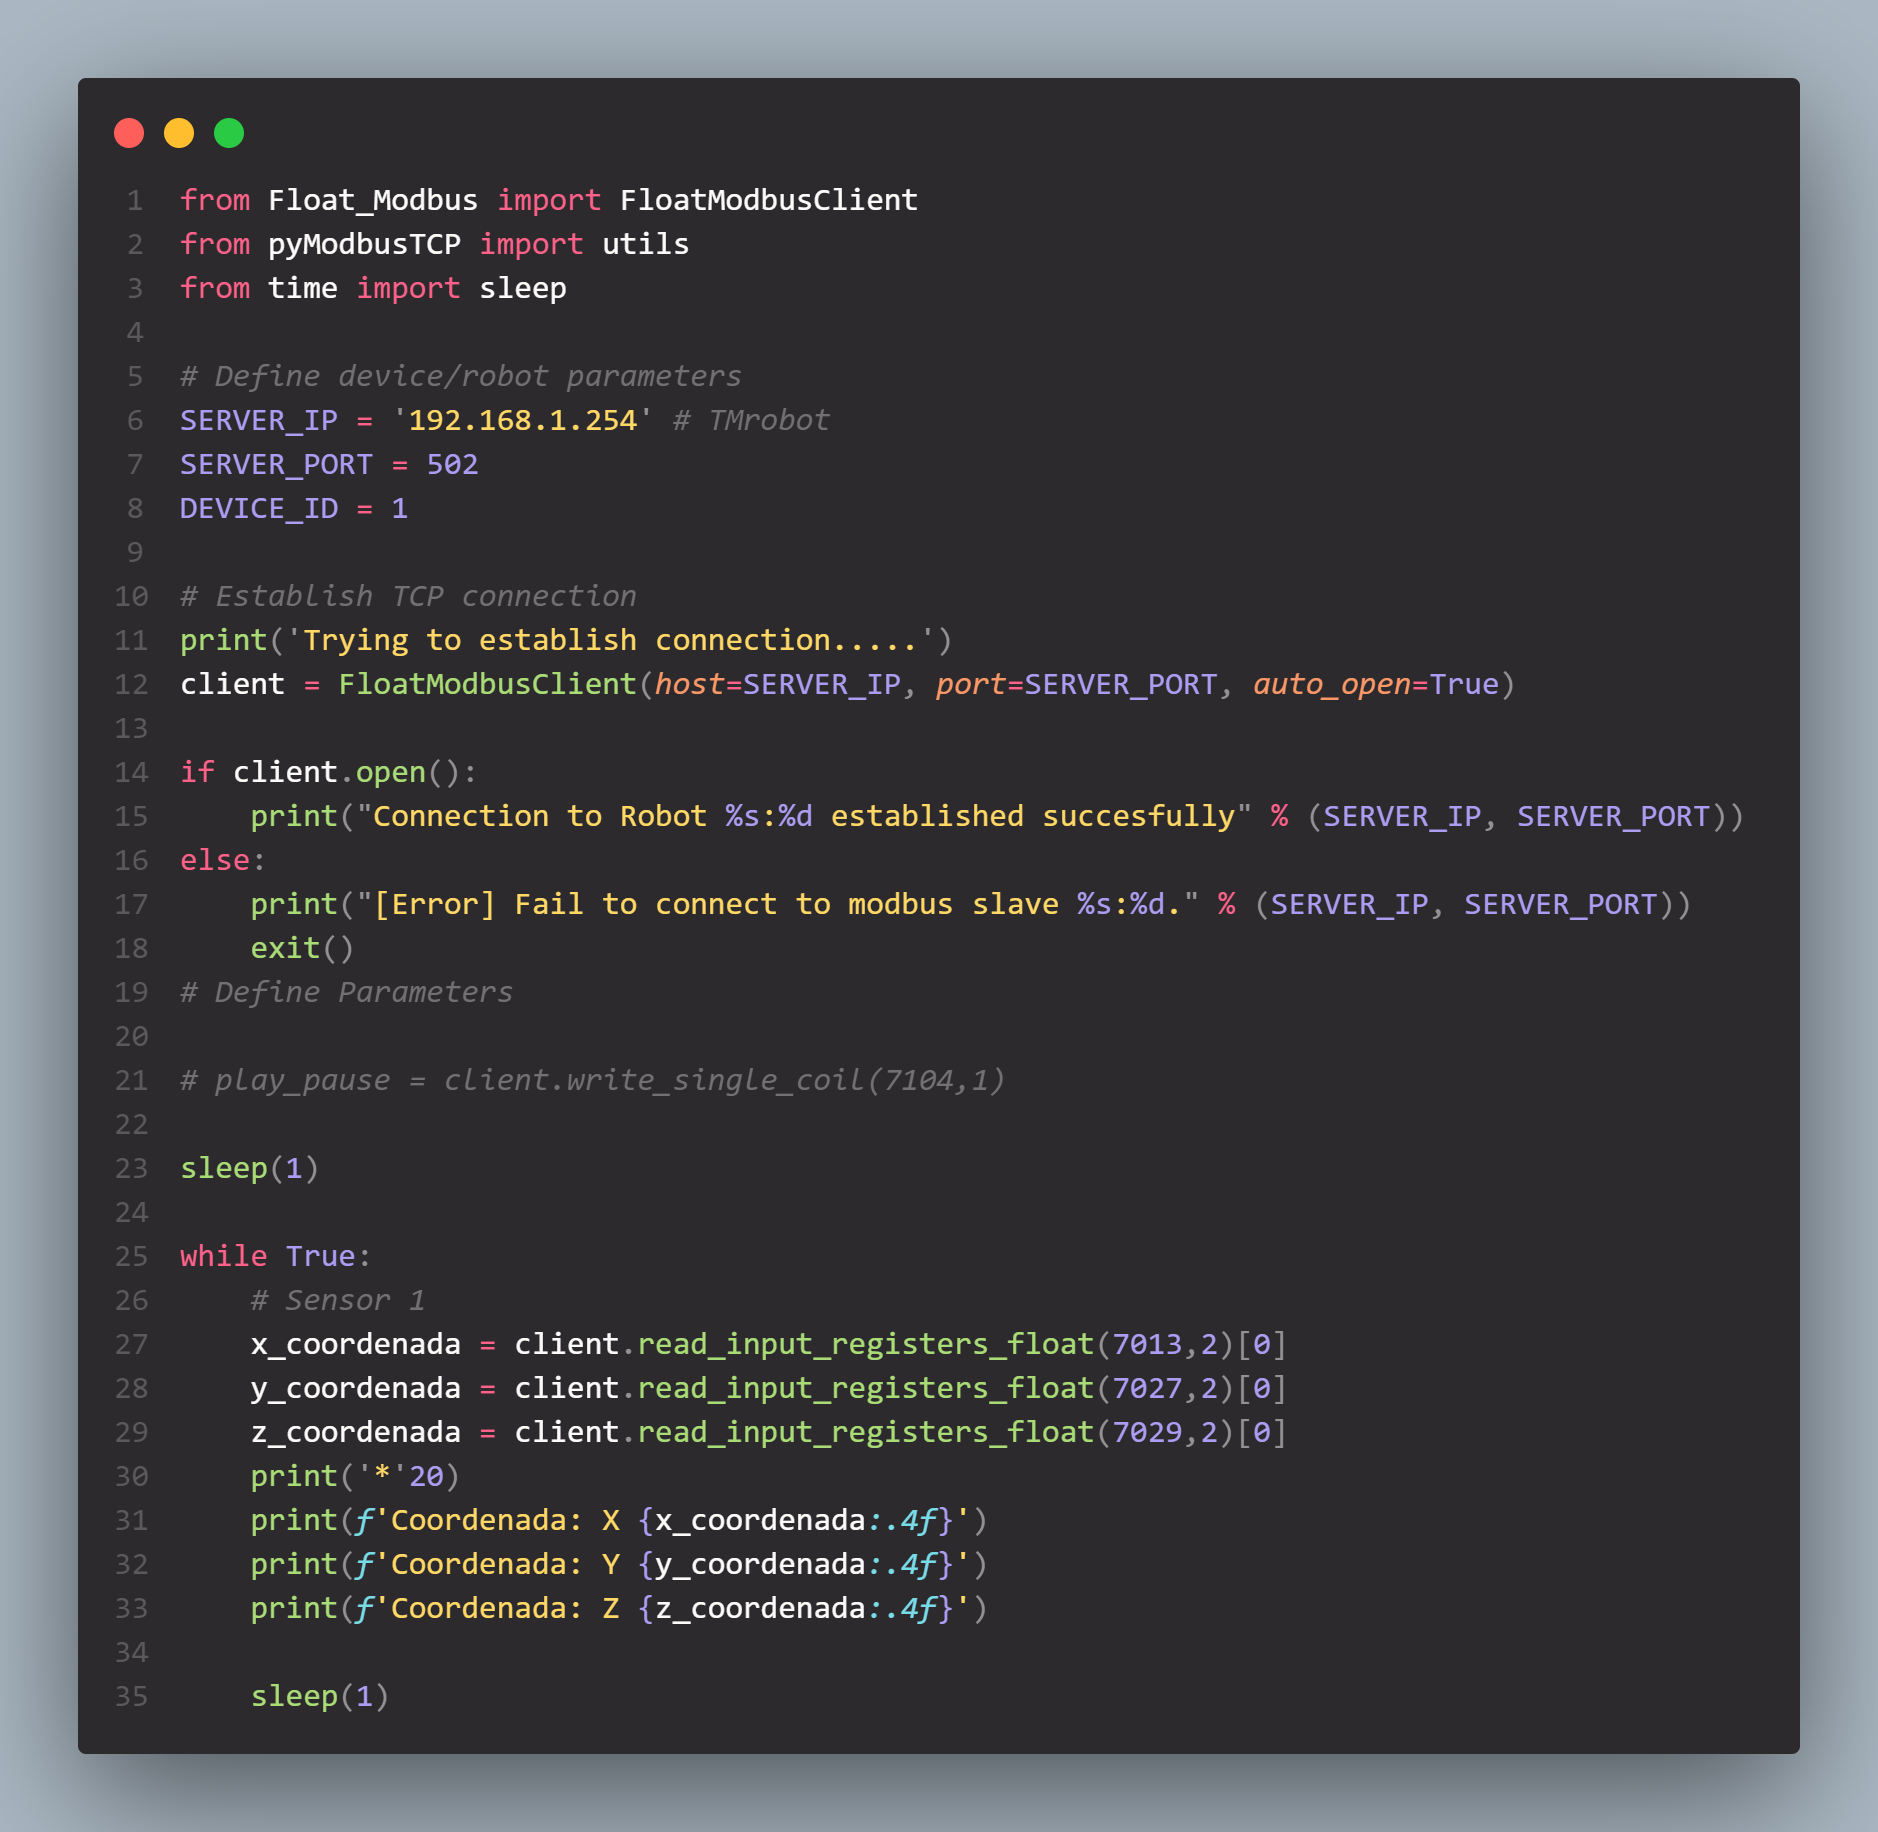 1 from Float_Modbus import FloatModbusClient
2 from pyModbusTCP import utils
3 from time import sleep
4
5 # Define device/robot parameters
6 SERVER_IP = '192.168.1.254' # TMrobot
7 SERVER_PORT = 502
8 DEVICE_ID = 1
9
10 # Establish TCP connection
11 print('Trying to establish connection.....')
12 client = FloatModbusClient(host=SERVER_IP, port=SERVER_PORT, auto_open=True)
13
14 if client.open():
15     print("Connection to Robot %s:%d established succesfully" % (SERVER_IP, SERVER_PORT))
16 else:
17     print("[Error] Fail to connect to modbus slave %s:%d." % (SERVER_IP, SERVER_PORT))
18     exit()
19 # Define Parameters
20
21 # play_pause = client.write_single_coil(7104,1)
22
23 sleep(1)
24
25 while True:
26     # Sensor 1
27     x_coordenada = client.read_input_registers_float(7013,2)[0]
28     y_coordenada = client.read_input_registers_float(7027,2)[0]
29     z_coordenada = client.read_input_registers_float(7029,2)[0]
30     print('*'20)
31     print(f'Coordenada: X {x_coordenada:.4f}')
32     print(f'Coordenada: Y {y_coordenada:.4f}')
33     print(f'Coordenada: Z {z_coordenada:.4f}')
34
35     sleep(1)